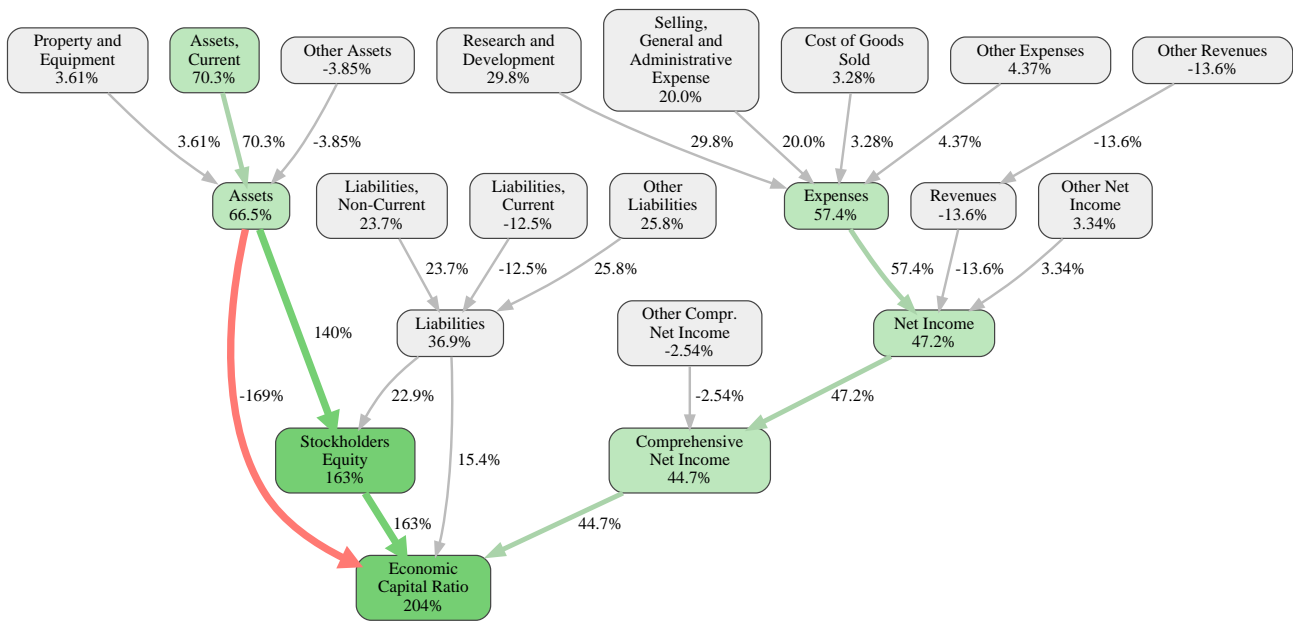 Property and
Equipment
3.61%
Assets,
Current
70.3%
Other Assets
-3.85%
Research and
Development
29.8%
Selling,
General and
Administrative
Expense
20.0%
Cost of Goods
Sold
3.28%
Other Expenses
4.37%
Other Revenues
-13.6%
3.61%
70.3%
-3.85%
29.8%
20.0%
3.28%
4.37%
-13.6%
Assets
66.5%
Liabilities,
Non-Current
23.7%
Liabilities,
Current
-12.5%
Other
Liabilities
25.8%
Expenses
57.4%
Revenues
-13.6%
Other Net
Income
3.34%
23.7%
-12.5%
25.8%
57.4%
-13.6%
3.34%
140%
Liabilities
36.9%
Other Compr.
Net Income
-2.54%
Net Income
47.2%
-169%
22.9%
-2.54%
47.2%
Stockholders
Equity
163%
15.4%
Comprehensive
Net Income
44.7%
163%
44.7%
Economic
Capital Ratio
204%